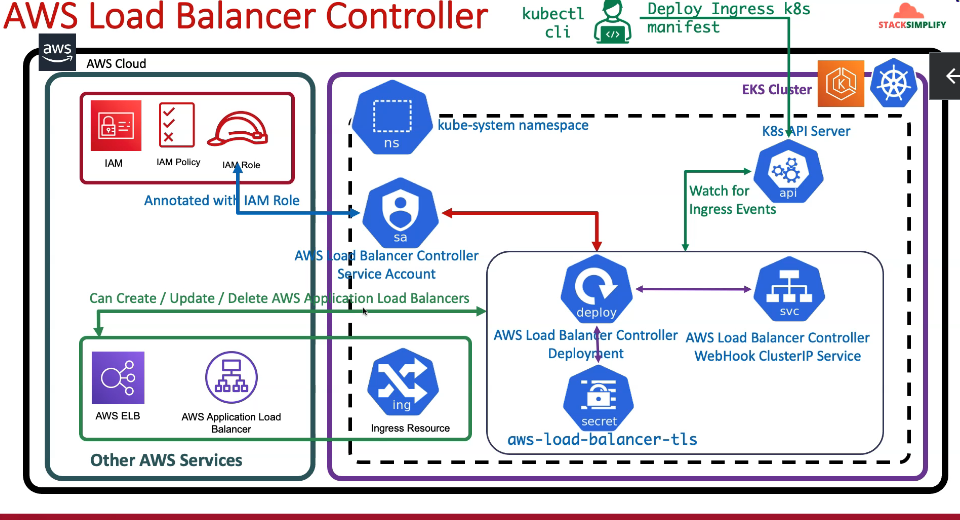 AWS Load Balancer Controller
kubectl
cli
Deploy Ingress k8s
manifest
STACKSIMPLIFY
aws
AWS Cloud
EKS Cluster
ns
kube-system namespace
K8s API Server
api
IAM
IAM Policy
IAM Role
Annotated with IAM Role
sa
AWS Load Balancer Controller
Service Account
Watch for
Ingress Events
Can Create / Update / Delete AWS Application Load Balancers
deploy
AWS Load Balancer Controller
Deployment
svc
AWS Load Balancer Controller
WebHook ClusterIP Service
secret
aws-load-balancer-tls
AWS ELB
AWS Application Load
Balancer
ing
Ingress Resource
Other AWS Services